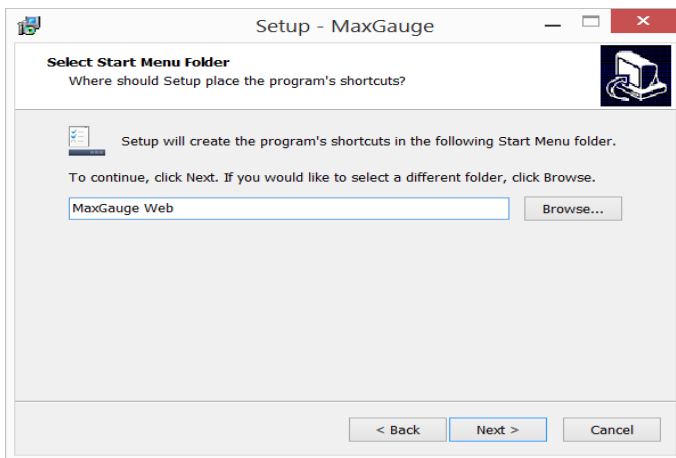 Setup - MaxGauge
Select Start Menu Folder
Where should Setup place the program's shortcuts?
Setup will create the program's shortcuts in the following Start Menu folder.
To continue, click Next. If you would like to select a different folder, click Browse.
MaxGauge Web
Browse...
< Back
Next >
Cancel